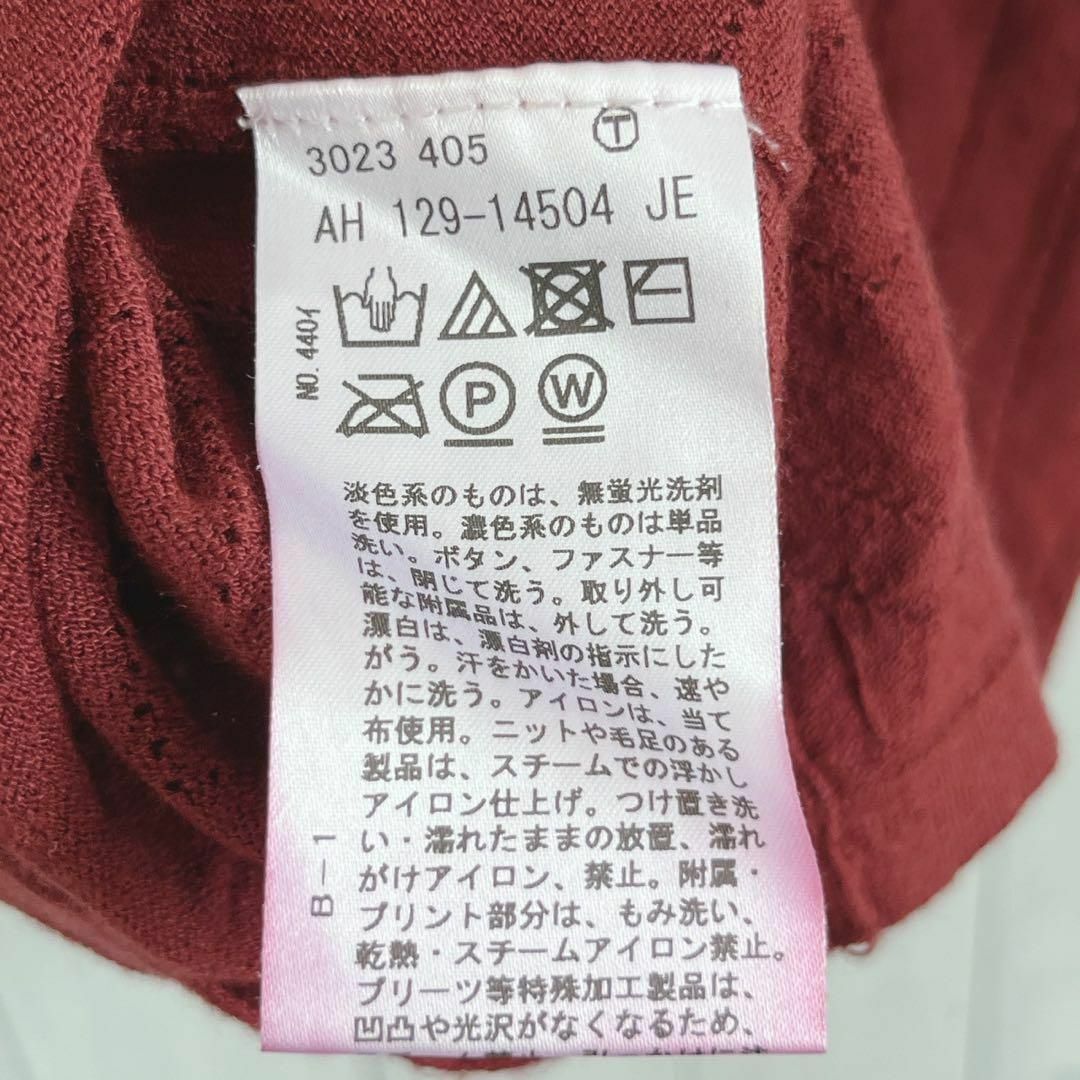 3023 405 Ⓣ
AH 129-14504 JE
NO. 4401
P W
淡色系のものは、無蛍光洗剤
を使用。濃色系のものは単品
洗い。ボタン、ファスナー等
は、閉じて洗う。取り外し可
能な附属品は、外して洗う。
漂白は、漂白剤の指示にした
がう。汗をかいた場合、速や
かに洗う。アイロンは、当て
布使用。ニットや毛足のある
製品は、スチームでの浮かし
アイロン仕上げ。つけ置き洗
い・濡れたままの放置、濡れ
がけアイロン、禁止。附属・
プリント部分は、もみ洗い、
乾熱・スチームアイロン禁止。
プリーツ等特殊加工製品は、
凹凸や光沢がなくなるため、
B-1